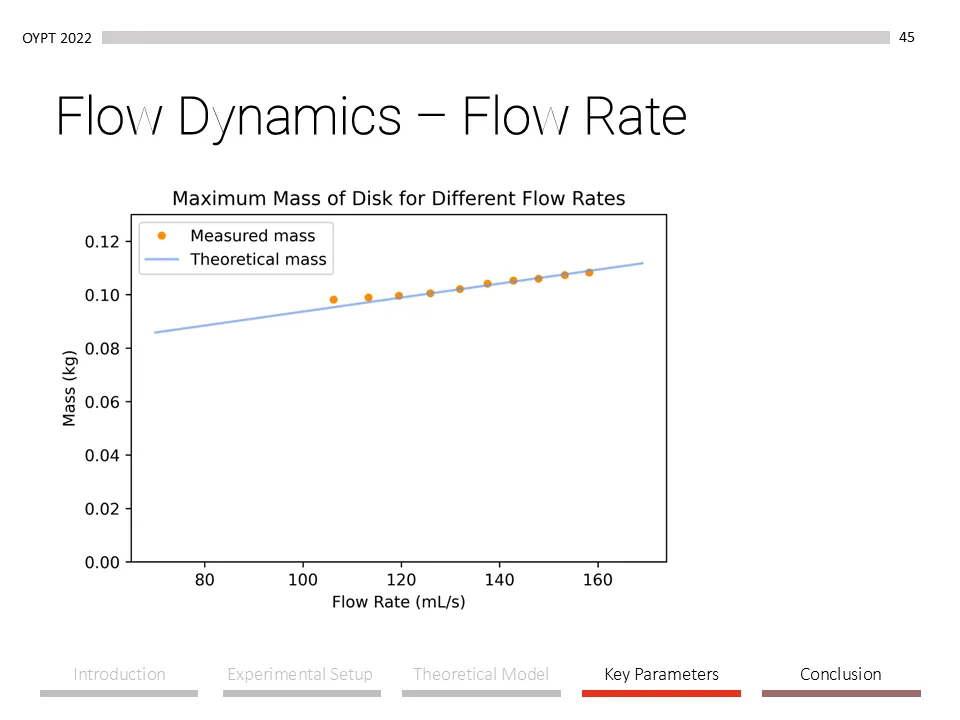 OYPT 2022
45
Flow Dynamics – Flow Rate
Maximum Mass of Disk for Different Flow Rates
Measured mass
Theoretical mass
0.12
0.10
0.08
0.06
0.04
0.02
0.00
Mass (kg)
80 100 120 140 160
Flow Rate (mL/s)
Introduction Experimental Setup Theoretical Model Key Parameters Conclusion